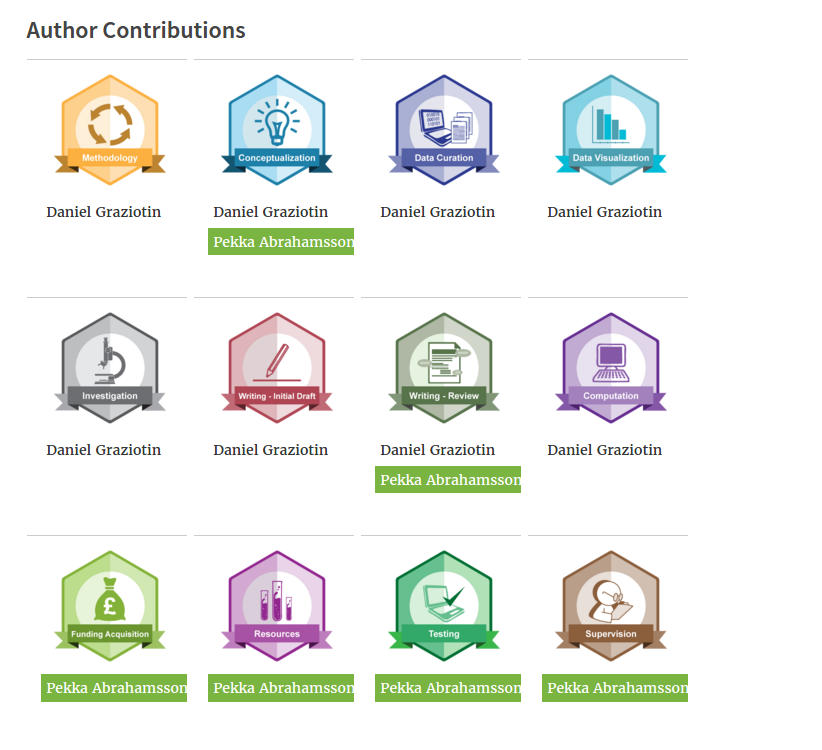 Author Contributions
Methodology
Conceptualization
Data Curation
Data Visualization
Daniel Graziotin
Daniel Graziotin
Daniel Graziotin
Daniel Graziotin
Pekka Abrahamsson
Investigation
Writing - Initial Draft
Writing - Review
Computation
Daniel Graziotin
Daniel Graziotin
Daniel Graziotin
Daniel Graziotin
Pekka Abrahamsson
£
Funding Acquisition
Resources
Testing
Supervision
Pekka Abrahamsson
Pekka Abrahamsson
Pekka Abrahamsson
Pekka Abrahamsson